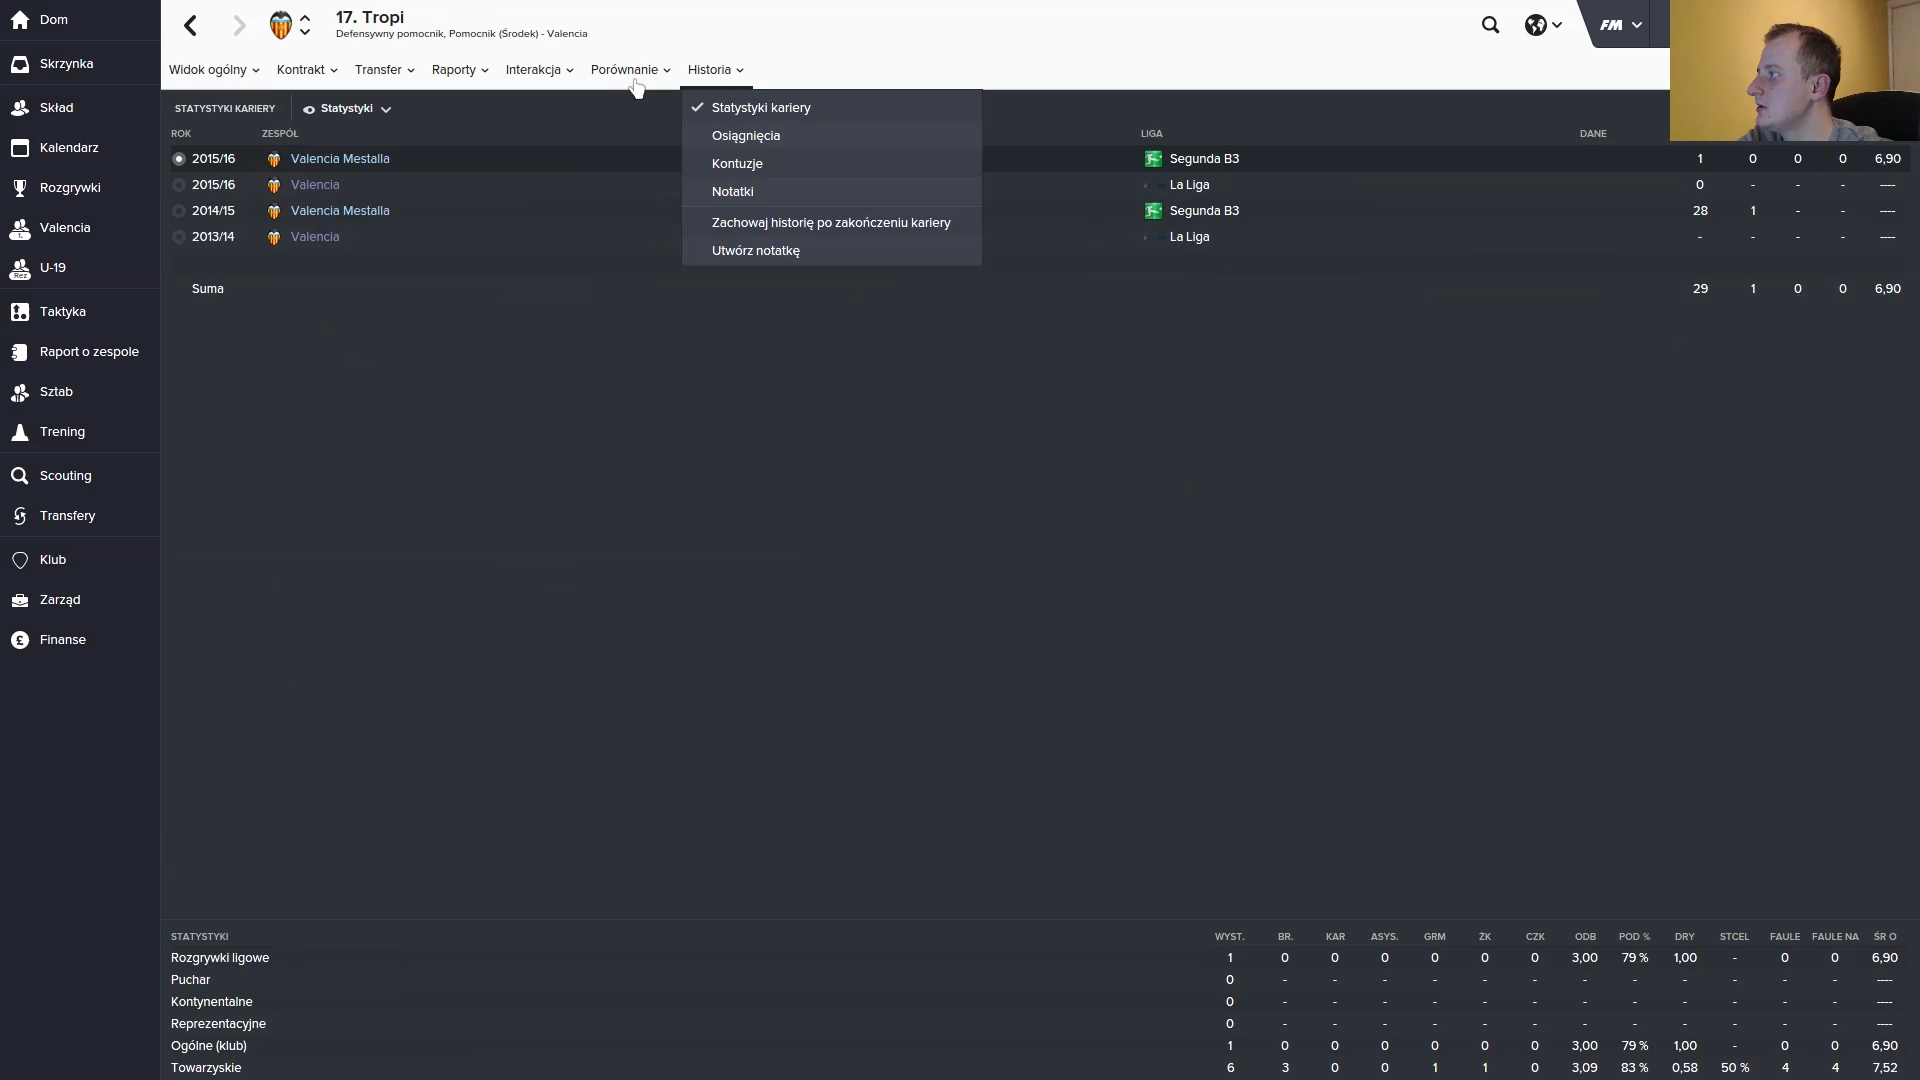 Dom
Skrzynka
Skład
Kalendarz
Rozgrywki
1. Valencia
Rez U-19
Taktyka
Raport o zespole
Sztab
Trening
Scouting
Transfery
Klub
Zarząd
£ Finanse
17. Tropi
Defensywny pomocnik, Pomocnik (Środek) - Valencia
FM
Widok ogólny Kontrakt Transfer Raporty Interakcja Porównanie Historia
STATYSTYKI KARIERY Statystyki
Statystyki kariery
Osiągnięcia
Kontuzje
Notatki
Zachowaj historię po zakończeniu kariery
Utwórz notatkę
ROK ZESPÓŁ LIGA DANE
2015/16 Valencia Mestalla Segunda B3 1 0 0 0 6,90
2015/16 Valencia La Liga 0 - - - ----
2014/15 Valencia Mestalla Segunda B3 28 1 - - ----
2013/14 Valencia La Liga - - - - ----
Suma 29 1 0 0 6,90
STATYSTYKI WYST. BR. KAR ASYS. GRM ŻK CZK ODB POD % DRY STCEL FAULE FAULE NA ŚR O
Rozgrywki ligowe 1 0 0 0 0 0 0 3,00 79 % 1,00 - 0 0 6,90
Puchar 0 - - - - - - - - - - - - ----
Kontynentalne 0 - - - - - - - - - - - - ----
Reprezentacyjne 0 - - - - - - - - - - - - ----
Ogólne (klub) 1 0 0 0 0 0 0 3,00 79 % 1,00 - 0 0 6,90
Towarzyskie 6 3 0 0 1 1 0 3,09 83 % 0,58 50 % 4 4 7,52